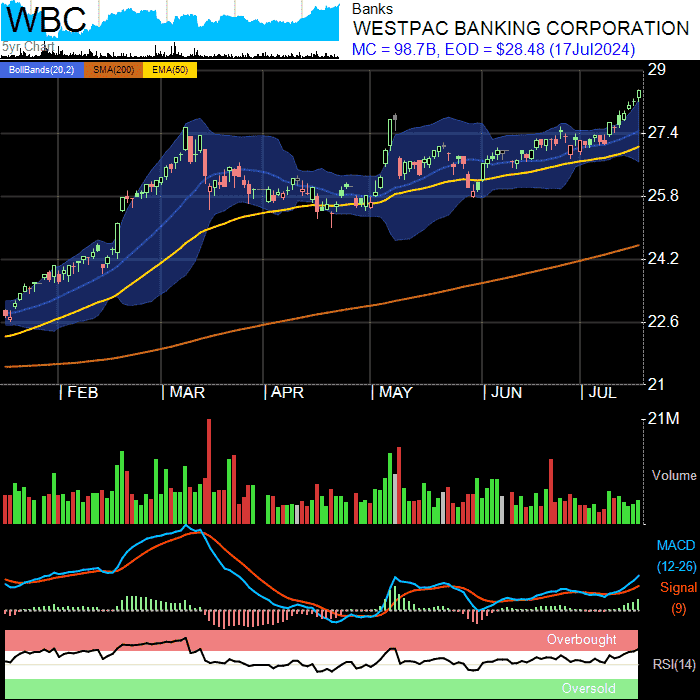 WBC
5yr Chart
Banks
WESTPAC BANKING CORPORATION
MC = 98.7B, EOD = $28.48 (17Jul2024)
BollBands(20,2) SMA(200) EMA(50)
29
27.4
25.8
24.2
22.6
21
FEB MAR APR MAY JUN JUL
21M
Volume
MACD
(12-26)
Signal
(9)
Overbought
RSI(14)
Oversold